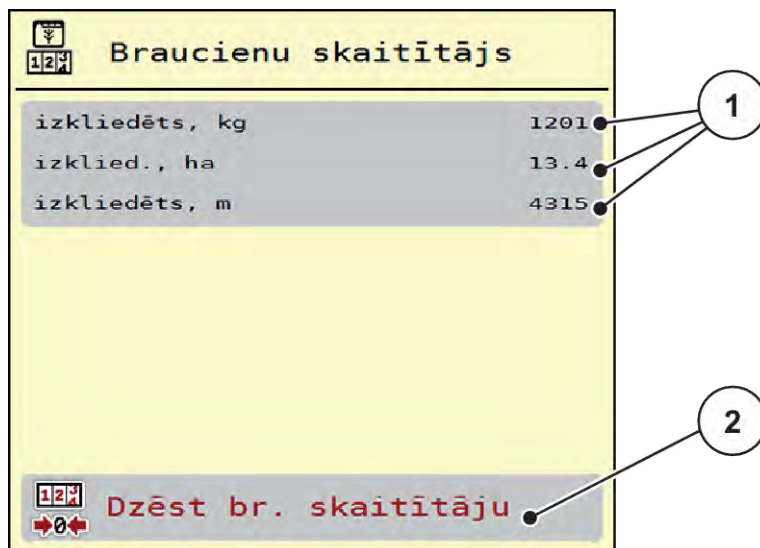 Braucienu skaitītājs
izkliedēts, kg 1201
izklied., ha 13.4
izkliedēts, m 4315
1
2
Dzēst br. skaitītāju